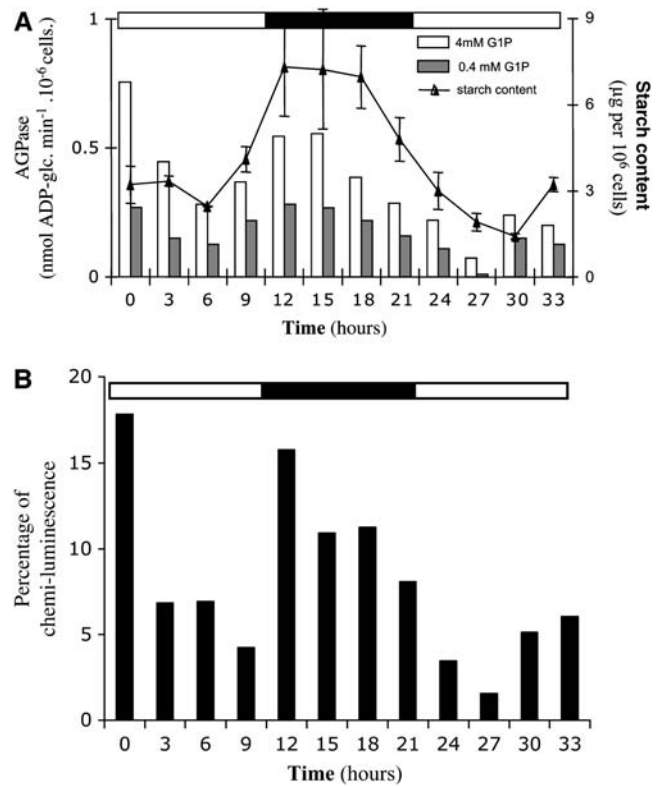 A
1
0.5
0
AGPase
(nmol ADP-glc. min⁻¹ .10⁻⁶ cells.)
4mM G1P
0.4 mM G1P
starch content
9
6
3
0
Starch content
(µg per 10⁶ cells)
0 3 6 9 12 15 18 21 24 27 30 33
Time (hours)
B
20
15
10
5
0
Percentage of
chemi-luminescence
0 3 6 9 12 15 18 21 24 27 30 33
Time (hours)